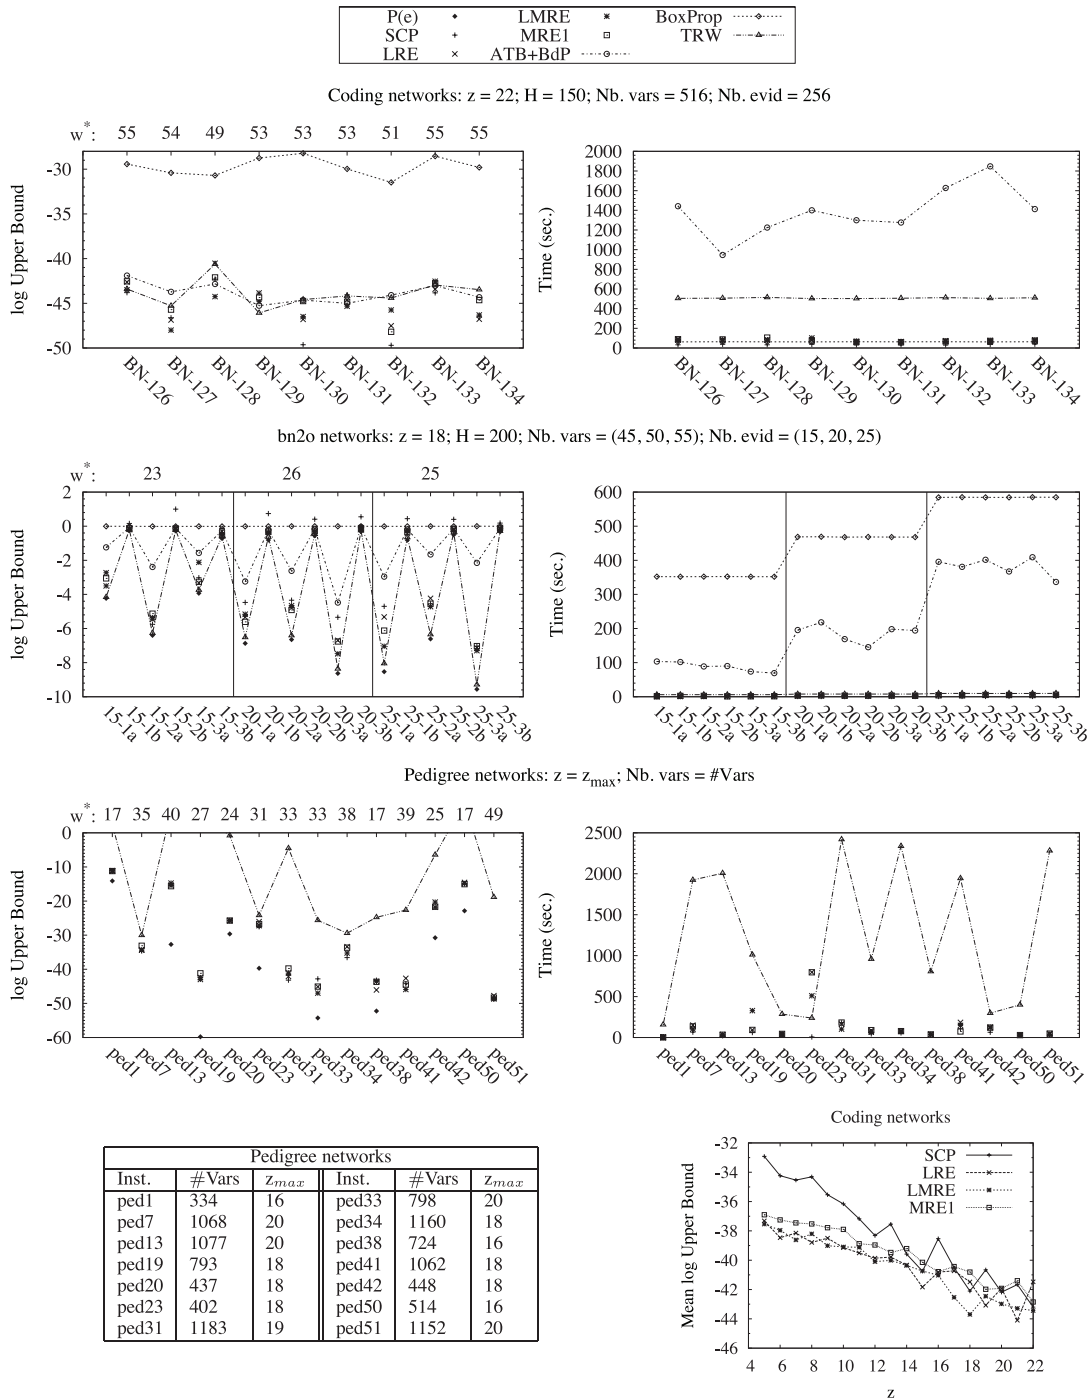 P(e) LMRE BoxProp
SCP MRE1 TRW
LRE ATB+BdP
Coding networks: z = 22; H = 150; Nb. vars = 516; Nb. evid = 256
w*: 55 54 49 53 53 53 51 55 55
log Upper Bound
-30
-35
-40
-45
-50
BN-126 BN-127 BN-128 BN-129 BN-130 BN-131 BN-132 BN-133 BN-134
Time (sec.)
2000
1800
1600
1400
1200
1000
800
600
400
200
0
BN-126 BN-127 BN-128 BN-129 BN-130 BN-131 BN-132 BN-133 BN-134
bn2o networks: z = 18; H = 200; Nb. vars = (45, 50, 55); Nb. evid = (15, 20, 25)
w*: 23 26 25
log Upper Bound
2
0
-2
-4
-6
-8
-10
15-1a 15-1b 15-2a 15-2b 15-3a 15-3b 20-1a 20-1b 20-2a 20-2b 20-3a 20-3b 25-1a 25-1b 25-2a 25-2b 25-3a 25-3b
Time (sec.)
600
500
400
300
200
100
0
15-1a 15-1b 15-2a 15-2b 15-3a 15-3b 20-1a 20-1b 20-2a 20-2b 20-3a 20-3b 25-1a 25-1b 25-2a 25-2b 25-3a 25-3b
Pedigree networks: z = zmax; Nb. vars = #Vars
w*: 17 35 40 27 24 31 33 33 38 17 39 25 17 49
log Upper Bound
0
-10
-20
-30
-40
-50
-60
ped1 ped7 ped13 ped19 ped20 ped23 ped31 ped33 ped34 ped38 ped41 ped42 ped50 ped51
Time (sec.)
2500
2000
1500
1000
500
0
ped1 ped7 ped13 ped19 ped20 ped23 ped31 ped33 ped34 ped38 ped41 ped42 ped50 ped51
Pedigree networks
Inst. #Vars zmax Inst. #Vars zmax
ped1 334 16 ped33 798 20
ped7 1068 20 ped34 1160 18
ped13 1077 20 ped38 724 16
ped19 793 18 ped41 1062 18
ped20 437 18 ped42 448 18
ped23 402 18 ped50 514 16
ped31 1183 19 ped51 1152 20
Coding networks
Mean log Upper Bound
-32
-34
-36
-38
-40
-42
-44
-46
SCP
LRE
LMRE
MRE1
4 6 8 10 12 14 16 18 20 22
z